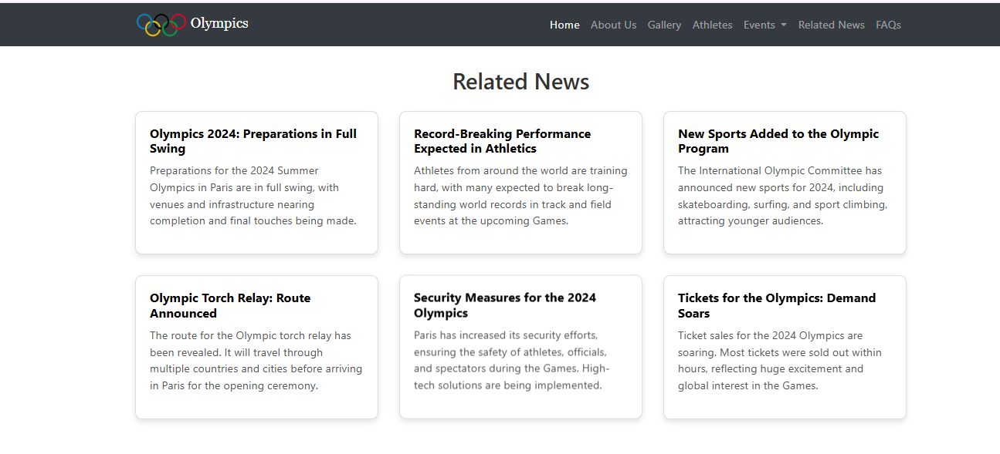 Olympics
Home About Us Gallery Athletes Events Related News FAQs
Related News
Olympics 2024: Preparations in Full
Swing
Preparations for the 2024 Summer
Olympics in Paris are in full swing, with
venues and infrastructure nearing
completion and final touches being made.
Record-Breaking Performance
Expected in Athletics
Athletes from around the world are training
hard, with many expected to break long-
standing world records in track and field
events at the upcoming Games.
New Sports Added to the Olympic
Program
The International Olympic Committee has
announced new sports for 2024, including
skateboarding, surfing, and sport climbing,
attracting younger audiences.
Olympic Torch Relay: Route
Announced
The route for the Olympic torch relay has
been revealed. It will travel through
multiple countries and cities before arriving
in Paris for the opening ceremony.
Security Measures for the 2024
Olympics
Paris has increased its security efforts,
ensuring the safety of athletes, officials,
and spectators during the Games. High-
tech solutions are being implemented.
Tickets for the Olympics: Demand
Soars
Ticket sales for the 2024 Olympics are
soaring. Most tickets were sold out within
hours, reflecting huge excitement and
global interest in the Games.